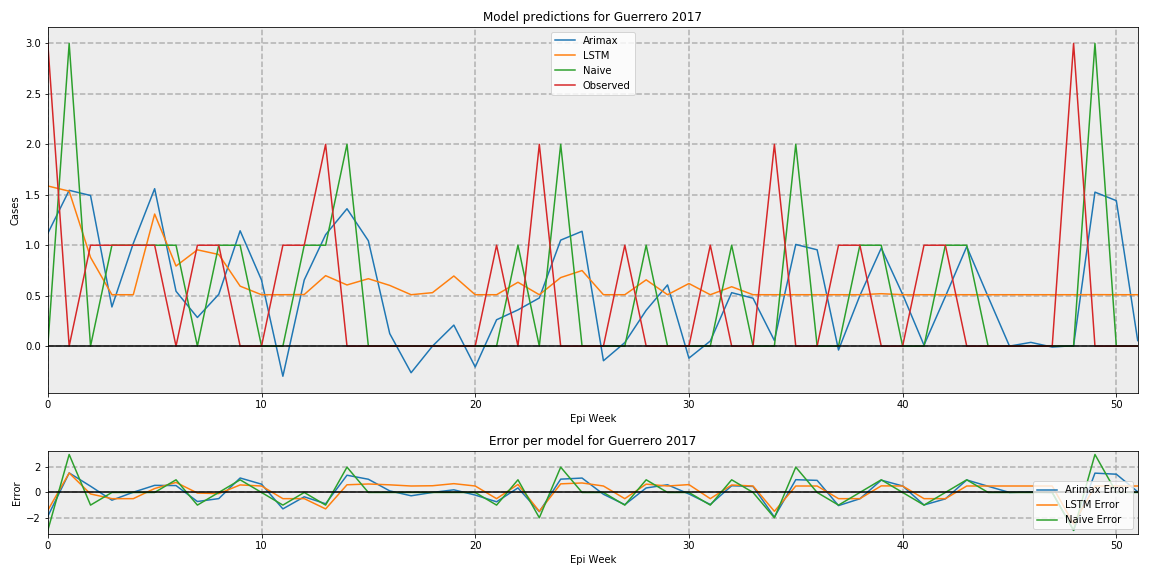 Model predictions for Guerrero 2017
Arimax
LSTM
Naive
Observed
3.0
2.5
2.0
1.5
1.0
0.5
0.0
Cases
0 10 20 30 40 50
Epi Week
Error per model for Guerrero 2017
2
0
−2
Error
Arimax Error
LSTM Error
Naive Error
0 10 20 30 40 50
Epi Week